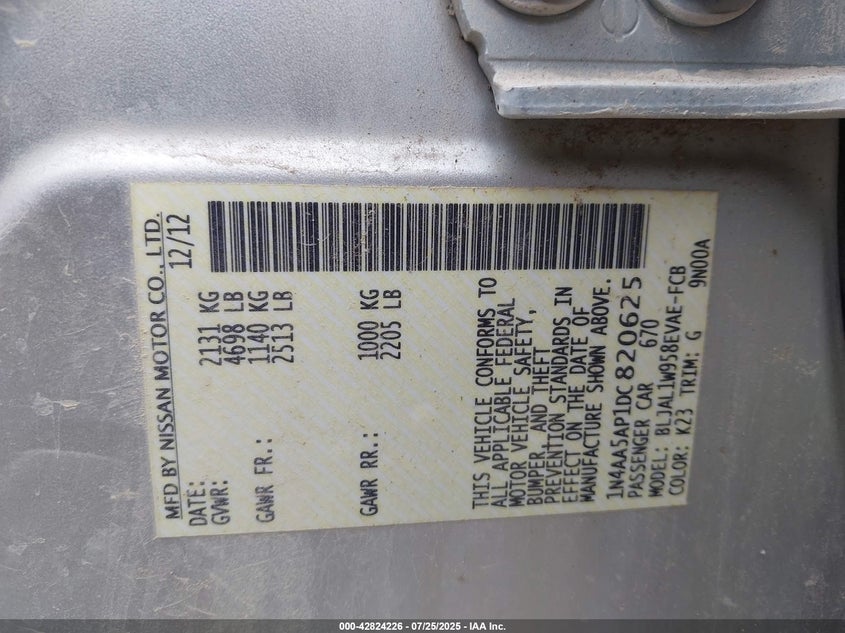 MFD BY NISSAN MOTOR CO., LTD.
DATE: 12/12
GVWR: 2131 KG
4698 LB
GAWR FR.: 1140 KG
2513 LB
GAWR RR.: 1000 KG
2205 LB
THIS VEHICLE CONFORMS TO
ALL APPLICABLE FEDERAL
MOTOR VEHICLE SAFETY,
BUMPER, AND THEFT
PREVENTION STANDARDS IN
EFFECT ON THE DATE OF
MANUFACTURE SHOWN ABOVE.
1N4AA5AP1DC820625
PASSENGER CAR 670
MODEL: BLJAL1W958EVAE-FCB
COLOR: K23 TRIM: G 9N00A
000-42824226 - 07/25/2025 - IAA Inc.